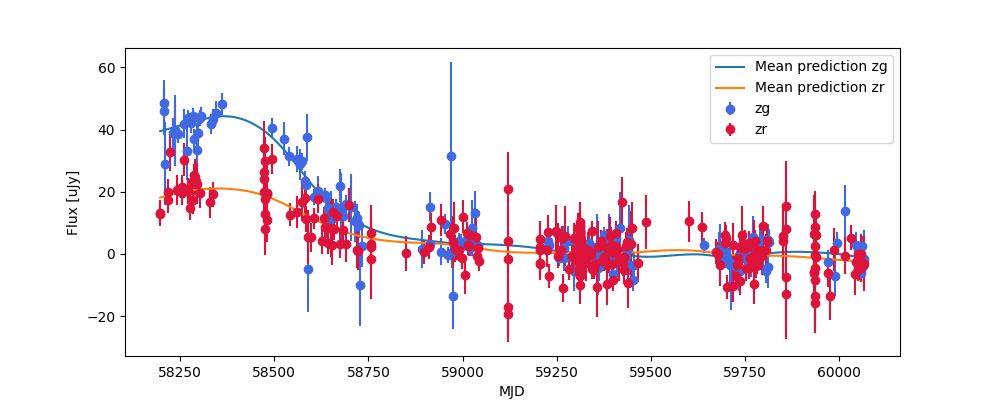 Mean prediction zg
Mean prediction zr
zg
zr
60
40
20
0
−20
Flux [uJy]
58250 58500 58750 59000 59250 59500 59750 60000
MJD